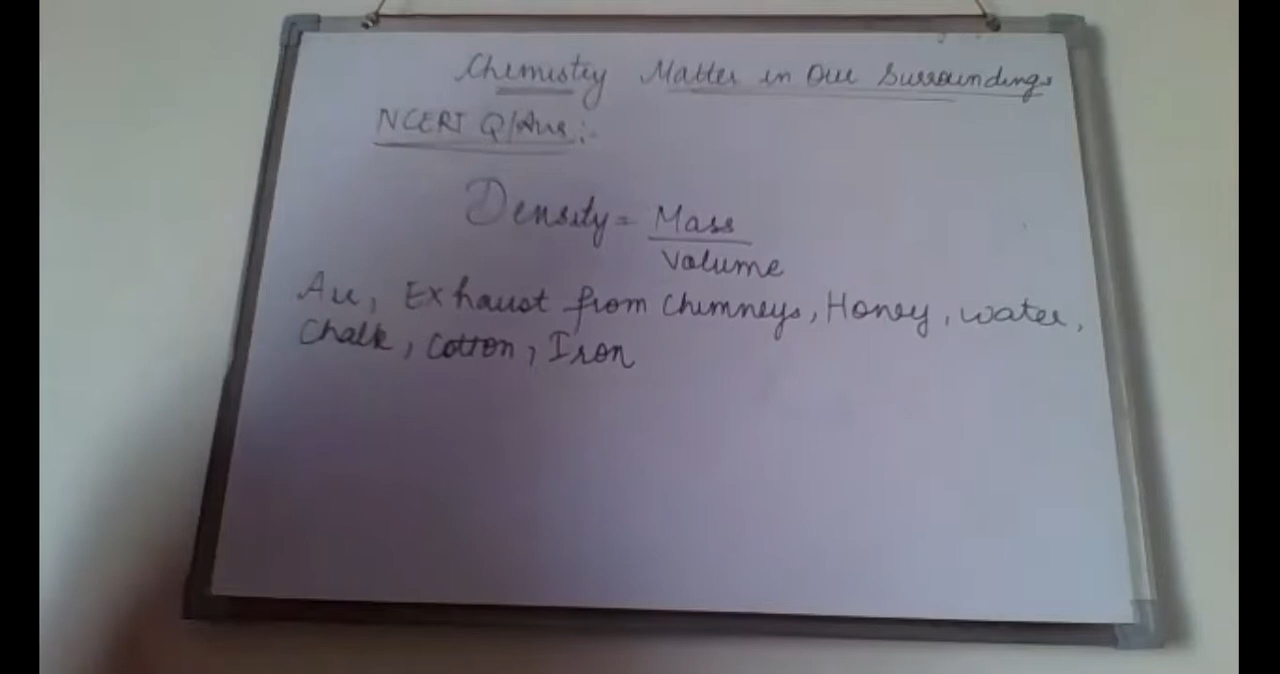 Chemistry Matter in Our Surroundings
NCERT Q/Ans:-
Density = Mass
Volume
Air, Exhaust from Chimneys, Honey, water,
Chalk, Cotton, Iron